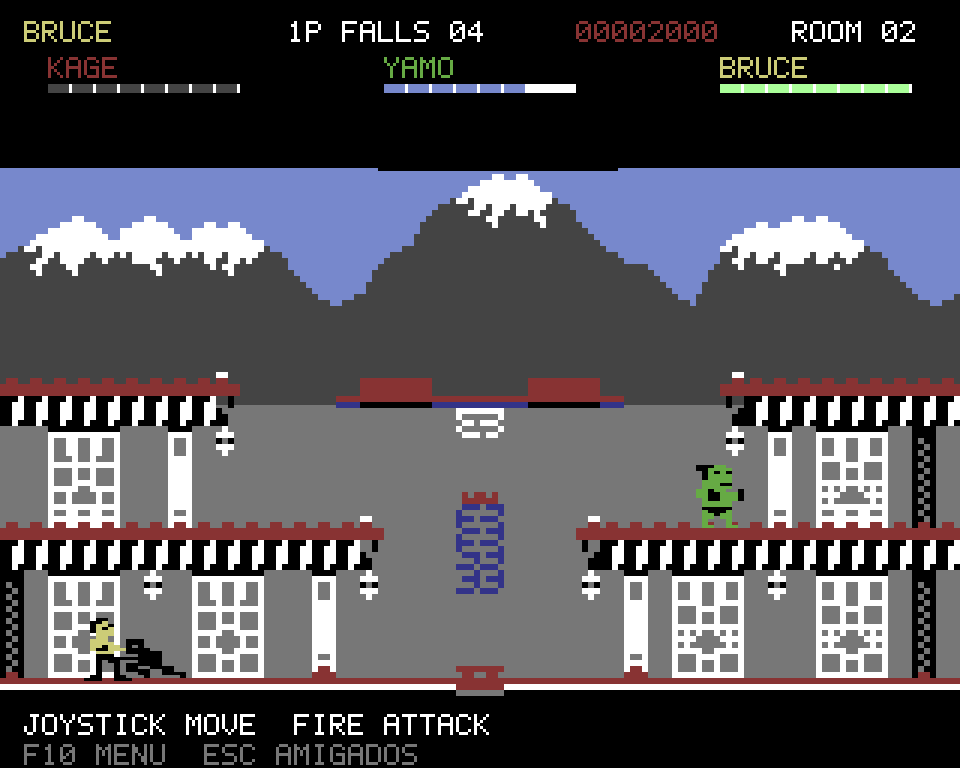 BRUCE 1P FALLS 04 00002000 ROOM 02
KAGE YAMO BRUCE
JOYSTICK MOVE FIRE ATTACK
F10 MENU ESC AMIGADOS